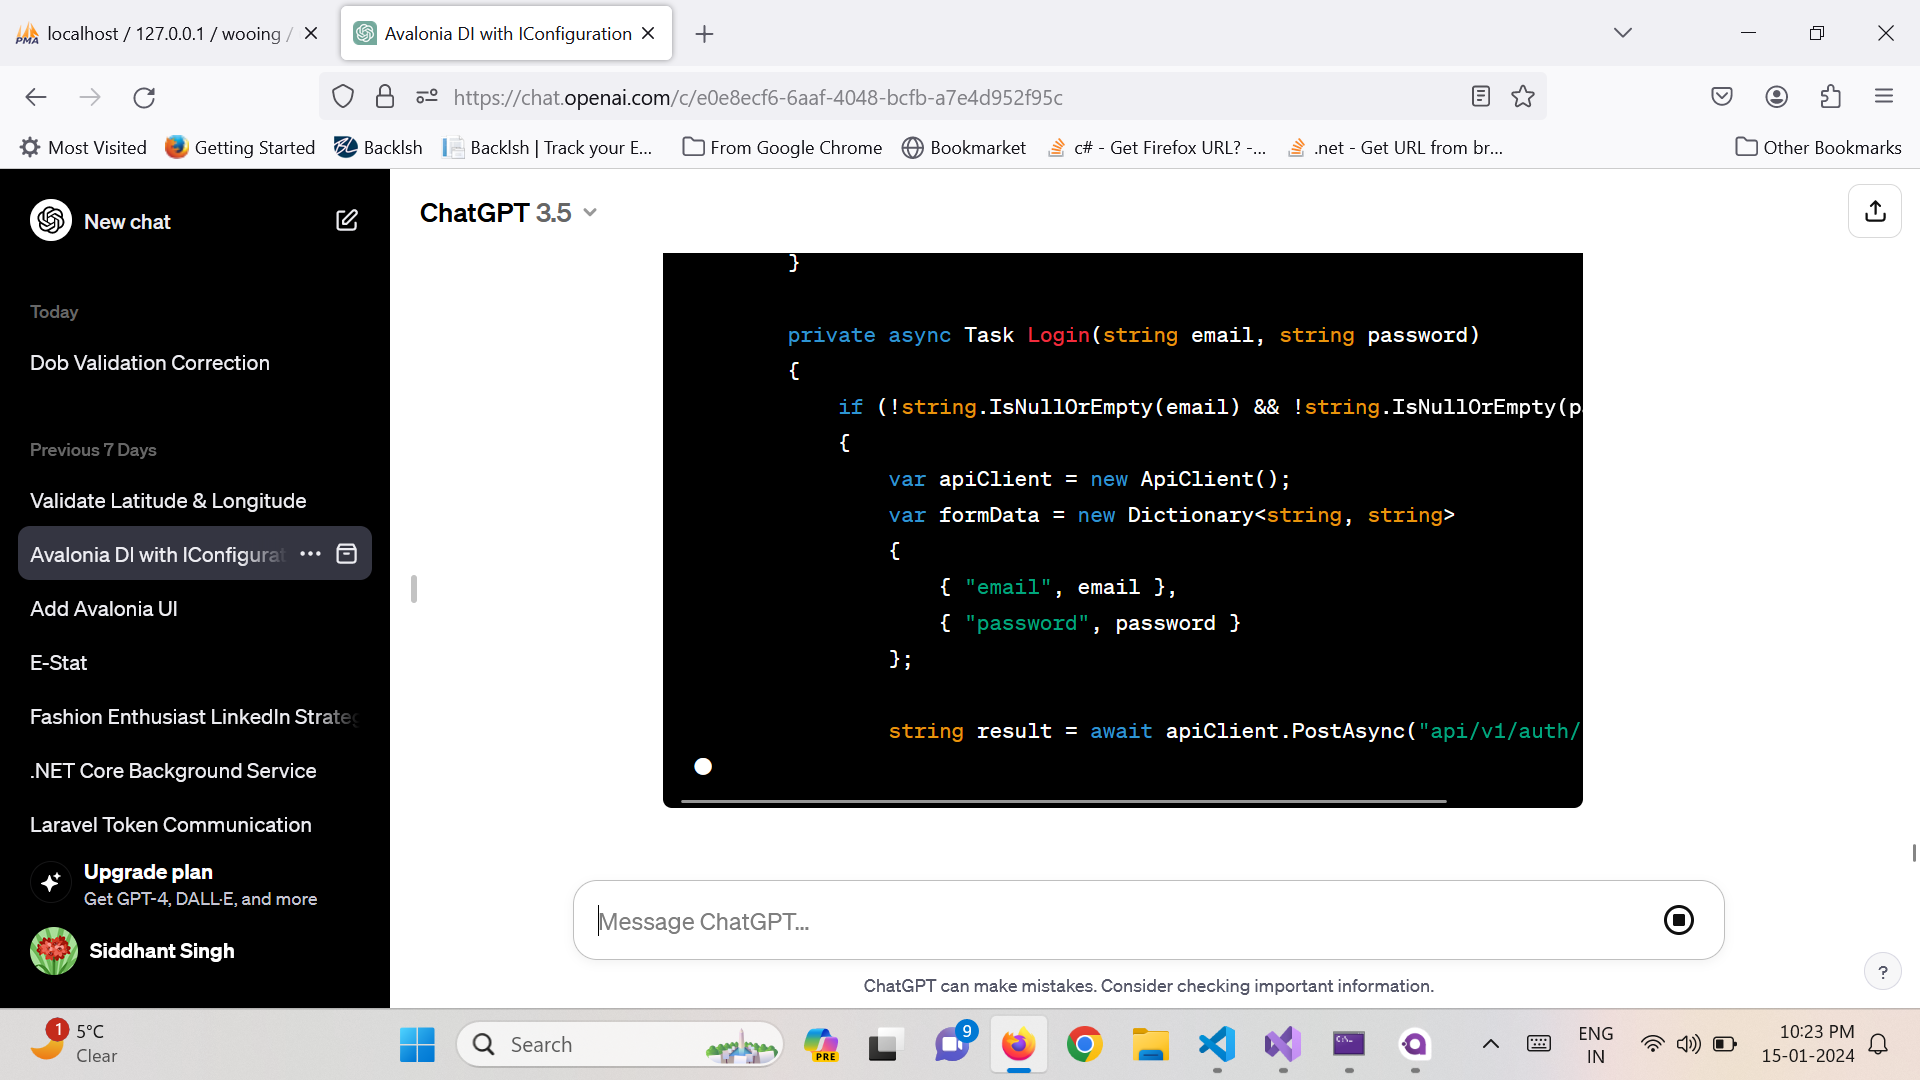 localhost / 127.0.0.1 / wooing /
Avalonia DI with IConfiguration
https://chat.openai.com/c/e0e8ecf6-6aaf-4048-bcfb-a7e4d952f95c
Most Visited
Getting Started
Backlsh
Backlsh | Track your E...
From Google Chrome
Bookmarket
c# - Get Firefox URL? -...
.net - Get URL from br...
Other Bookmarks
New chat
Today
Dob Validation Correction
Previous 7 Days
Validate Latitude & Longitude
Avalonia DI with IConfigurat
Add Avalonia UI
E-Stat
Fashion Enthusiast LinkedIn Strateg
.NET Core Background Service
Laravel Token Communication
Upgrade plan
Get GPT-4, DALL·E, and more
Siddhant Singh
ChatGPT 3.5
}
private async Task Login(string email, string password)
{
if (!string.IsNullOrEmpty(email) && !string.IsNullOrEmpty(p
{
var apiClient = new ApiClient();
var formData = new Dictionary<string, string>
{
{ "email", email },
{ "password", password }
};
string result = await apiClient.PostAsync("api/v1/auth/
Message ChatGPT...
ChatGPT can make mistakes. Consider checking important information.
?
1
5°C
Clear
Search
PRE
9
ENG
IN
10:23 PM
15-01-2024